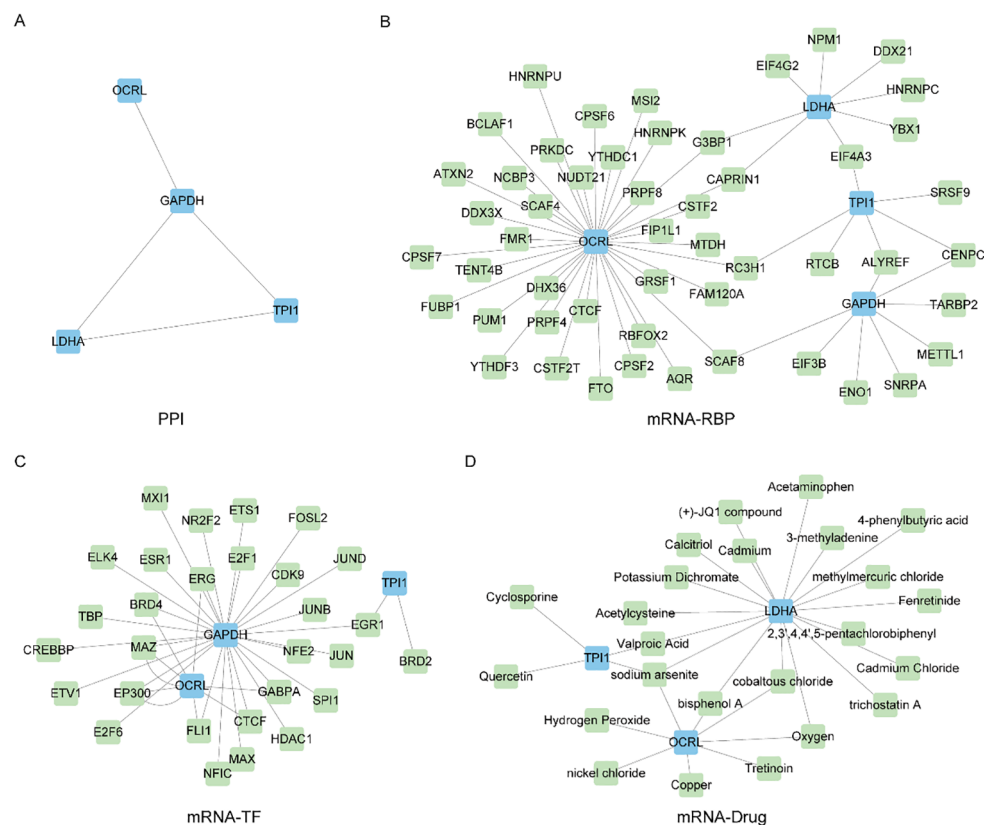 A
OCRL
GAPDH
TPI1
LDHA
PPI
B
NPM1
DDX21
EIF4G2
HNRNPU
HNRNPC
MSI2
LDHA
CPSF6
BCLAF1
HNRNPK
YBX1
G3BP1
PRKDC
YTHDC1
EIF4A3
ATXN2
NCBP3
NUDT21
CAPRIN1
PRPF8
SRSF9
SCAF4
CSTF2
TPI1
DDX3X
FIP1L1
FMR1
OCRL
MTDH
CPSF7
RC3H1
RTCB
ALYREF
CENPC
TENT4B
GRSF1
DHX36
FAM120A
FUBP1
GAPDH
TARBP2
PUM1
PRPF4
CTCF
RBFOX2
SCAF8
METTL1
YTHDF3
CSTF2T
CPSF2
EIF3B
AQR
SNRPA
FTO
ENO1
mRNA-RBP
C
MXI1
ETS1
NR2F2
FOSL2
ELK4
ESR1
E2F1
JUND
ERG
CDK9
TPI1
BRD4
TBP
JUNB
EGR1
GAPDH
CREBBP
MAZ
NFE2
JUN
BRD2
ETV1
EP300
OCRL
GABPA
SPI1
E2F6
FLI1
CTCF
HDAC1
MAX
NFIC
mRNA-TF
D
Acetaminophen
(+)-JQ1 compound
4-phenylbutyric acid
3-methyladenine
Calcitriol
Cadmium
Potassium Dichromate
methylmercuric chloride
Cyclosporine
Fenretinide
Acetylcysteine
LDHA
Valproic Acid
2,3',4,4',5-pentachlorobiphenyl
TPI1
Cadmium Chloride
Quercetin
sodium arsenite
cobaltous chloride
bisphenol A
trichostatin A
Hydrogen Peroxide
OCRL
Oxygen
nickel chloride
Tretinoin
Copper
mRNA-Drug